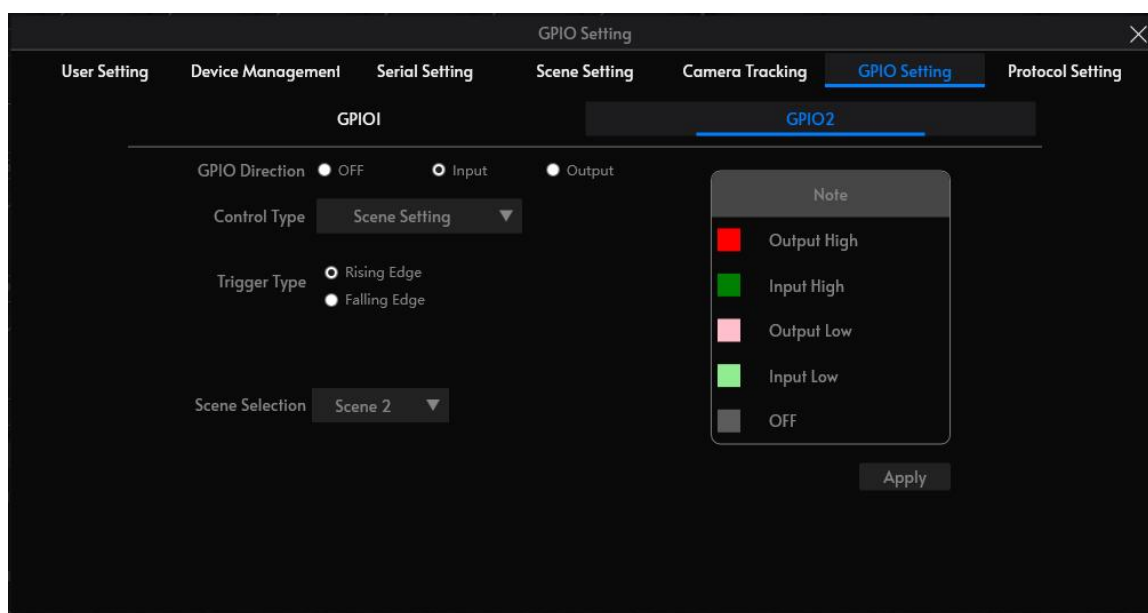 GPIO Setting
User Setting Device Management Serial Setting Scene Setting Camera Tracking GPIO Setting Protocol Setting
GPIO1 GPIO2
GPIO Direction OFF Input Output
Control Type Scene Setting
Trigger Type Rising Edge
Falling Edge
Scene Selection Scene 2
Note
Output High
Input High
Output Low
Input Low
OFF
Apply